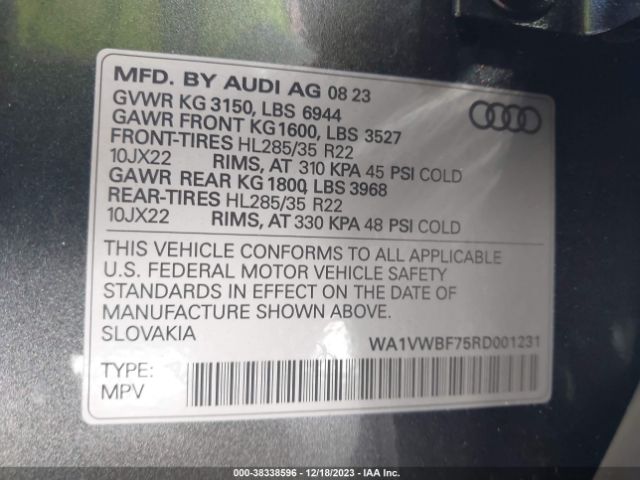 MFD. BY AUDI AG 08 23
GVWR KG 3150, LBS 6944
GAWR FRONT KG1600, LBS 3527
FRONT-TIRES HL285/35 R22
10JX22 RIMS, AT 310 KPA 45 PSI COLD
GAWR REAR KG 1800, LBS 3968
REAR-TIRES HL285/35 R22
10JX22 RIMS, AT 330 KPA 48 PSI COLD
THIS VEHICLE CONFORMS TO ALL APPLICABLE
U.S. FEDERAL MOTOR VEHICLE SAFETY
STANDARDS IN EFFECT ON THE DATE OF
MANUFACTURE SHOWN ABOVE.
SLOVAKIA
WA1VWBF75RD001231
TYPE:
MPV
000-38338596 - 12/18/2023 - IAA Inc.